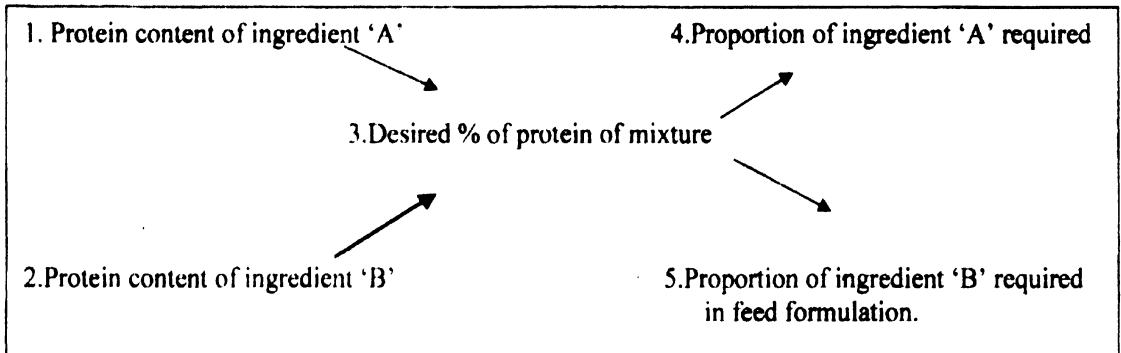 1. Protein content of ingredient ‘A’
4.Proportion of ingredient ‘A’ required
3.Desired % of protein of mixture
2.Protein content of ingredient ‘B’
5.Proportion of ingredient ‘B’ required
in feed formulation.